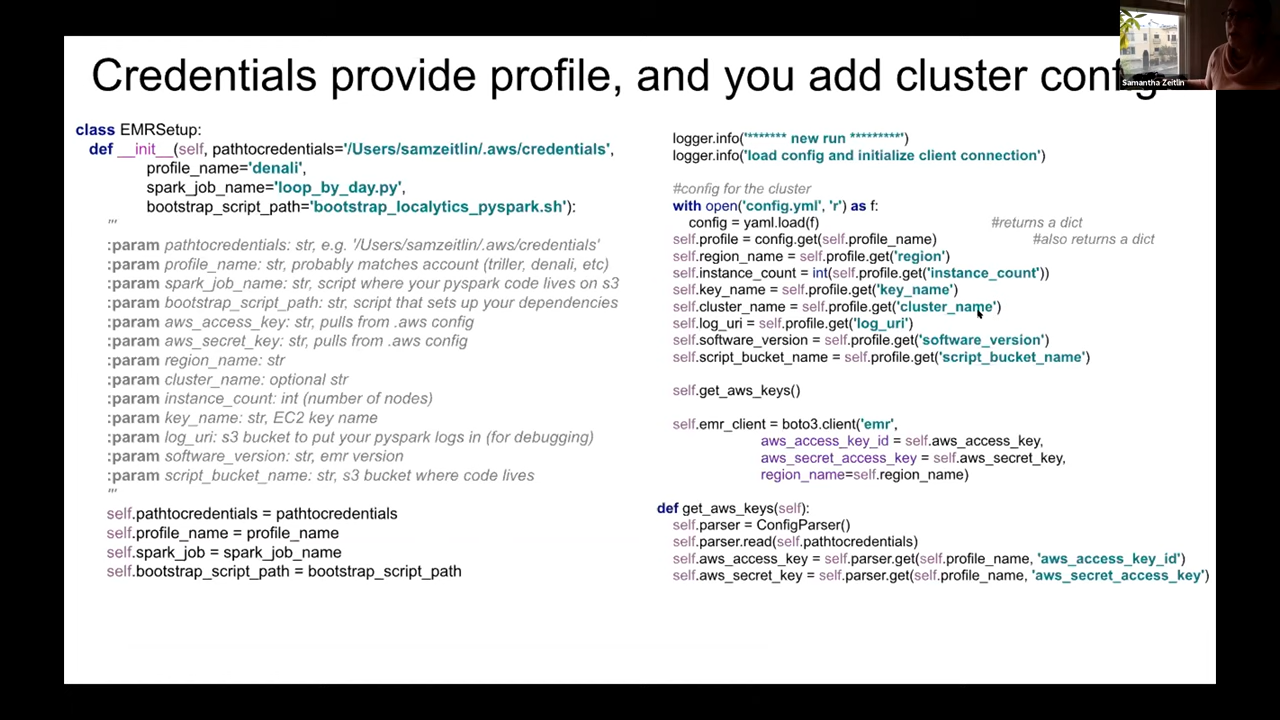 Credentials provide profile, and you add cluster config
Samantha Zeitlin
class EMRSetup:
def __init__(self, pathtocredentials='/Users/samzeitlin/.aws/credentials',
profile_name='denali',
spark_job_name='loop_by_day.py',
bootstrap_script_path='bootstrap_localytics_pyspark.sh'):
'''
:param pathtocredentials: str, e.g. '/Users/samzeitlin/.aws/credentials'
:param profile_name: str, probably matches account (triller, denali, etc)
:param spark_job_name: str, script where your pyspark code lives on s3
:param bootstrap_script_path: str, script that sets up your dependencies
:param aws_access_key: str, pulls from .aws config
:param aws_secret_key: str, pulls from .aws config
:param region_name: str
:param cluster_name: optional str
:param instance_count: int (number of nodes)
:param key_name: str, EC2 key name
:param log_uri: s3 bucket to put your pyspark logs in (for debugging)
:param software_version: str, emr version
:param script_bucket_name: str, s3 bucket where code lives
'''
self.pathtocredentials = pathtocredentials
self.profile_name = profile_name
self.spark_job = spark_job_name
self.bootstrap_script_path = bootstrap_script_path
logger.info('******* new run *********')
logger.info('load config and initialize client connection')
#config for the cluster
with open('config.yml', 'r') as f:
config = yaml.load(f) #returns a dict
self.profile = config.get(self.profile_name) #also returns a dict
self.region_name = self.profile.get('region')
self.instance_count = int(self.profile.get('instance_count'))
self.key_name = self.profile.get('key_name')
self.cluster_name = self.profile.get('cluster_name')
self.log_uri = self.profile.get('log_uri')
self.software_version = self.profile.get('software_version')
self.script_bucket_name = self.profile.get('script_bucket_name')
self.get_aws_keys()
self.emr_client = boto3.client('emr',
aws_access_key_id = self.aws_access_key,
aws_secret_access_key = self.aws_secret_key,
region_name=self.region_name)
def get_aws_keys(self):
self.parser = ConfigParser()
self.parser.read(self.pathtocredentials)
self.aws_access_key = self.parser.get(self.profile_name, 'aws_access_key_id')
self.aws_secret_key = self.parser.get(self.profile_name, 'aws_secret_access_key')